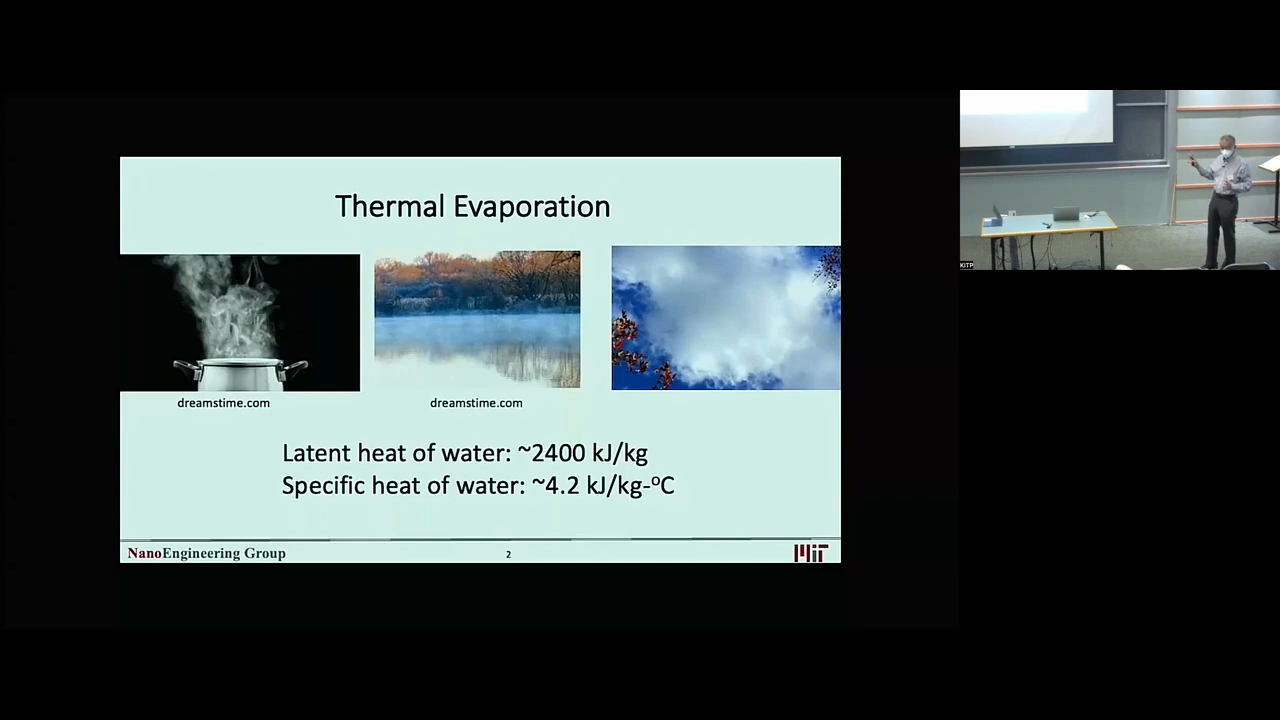 Thermal Evaporation
dreamstime.com
dreamstime.com
Latent heat of water: ~2400 kJ/kg
Specific heat of water: ~4.2 kJ/kg-ºC
NanoEngineering Group
2
MIT
KITP